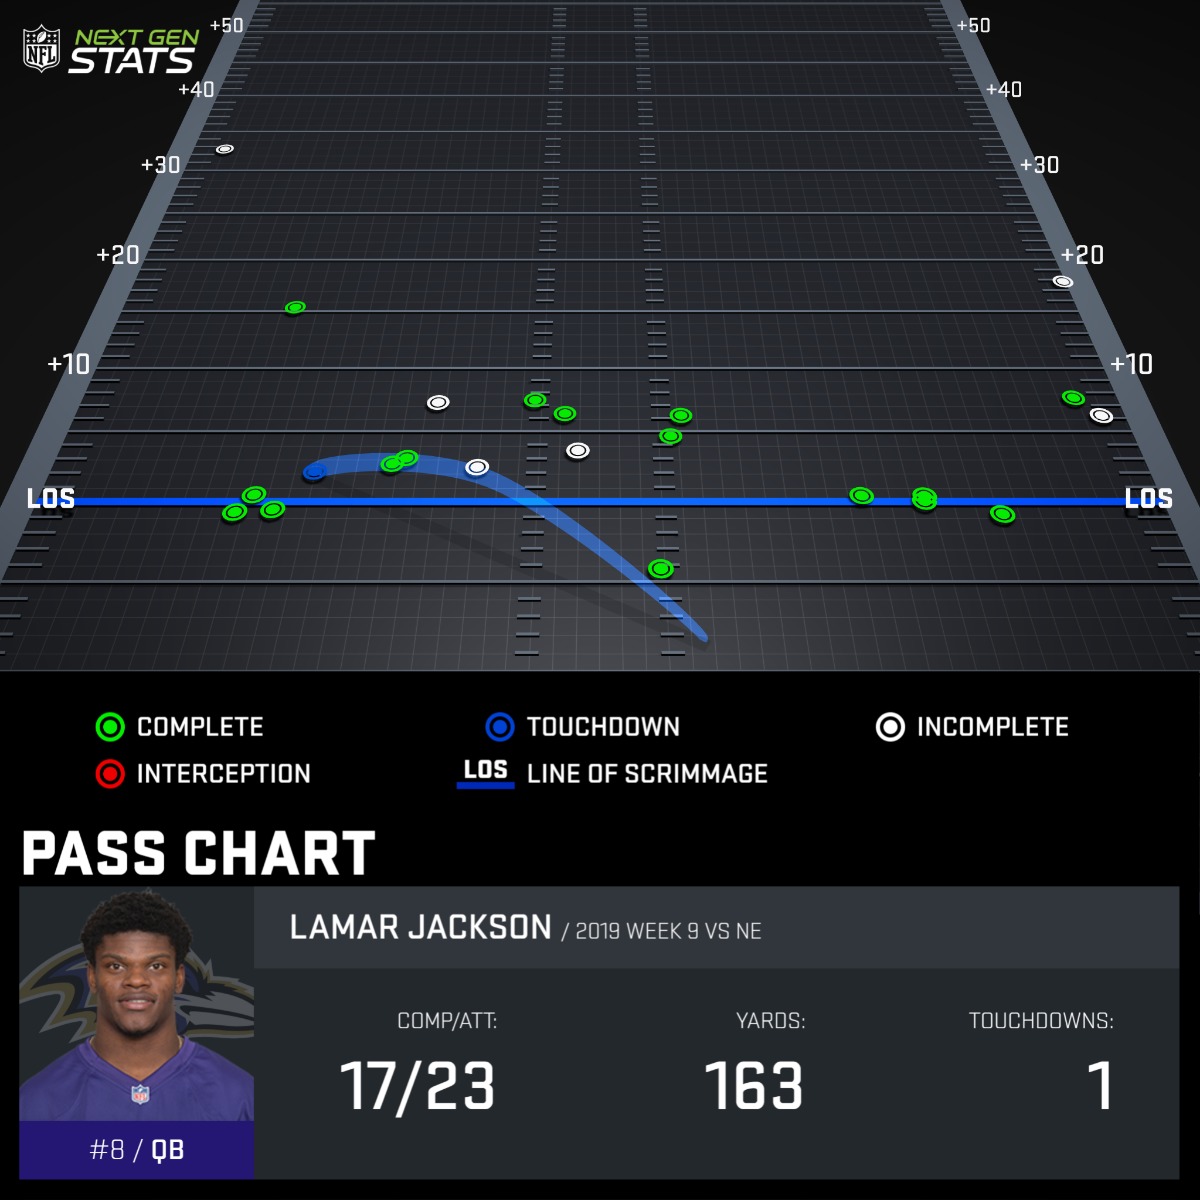 NFL
NEXT GEN
STATS
+50 +50
+40 +40
+30 +30
+20 +20
+10 +10
LOS LOS
COMPLETE TOUCHDOWN INCOMPLETE
INTERCEPTION LOS LINE OF SCRIMMAGE
PASS CHART
LAMAR JACKSON / 2019 WEEK 9 VS NE
COMP/ATT: YARDS: TOUCHDOWNS:
17/23 163 1
#8 / QB